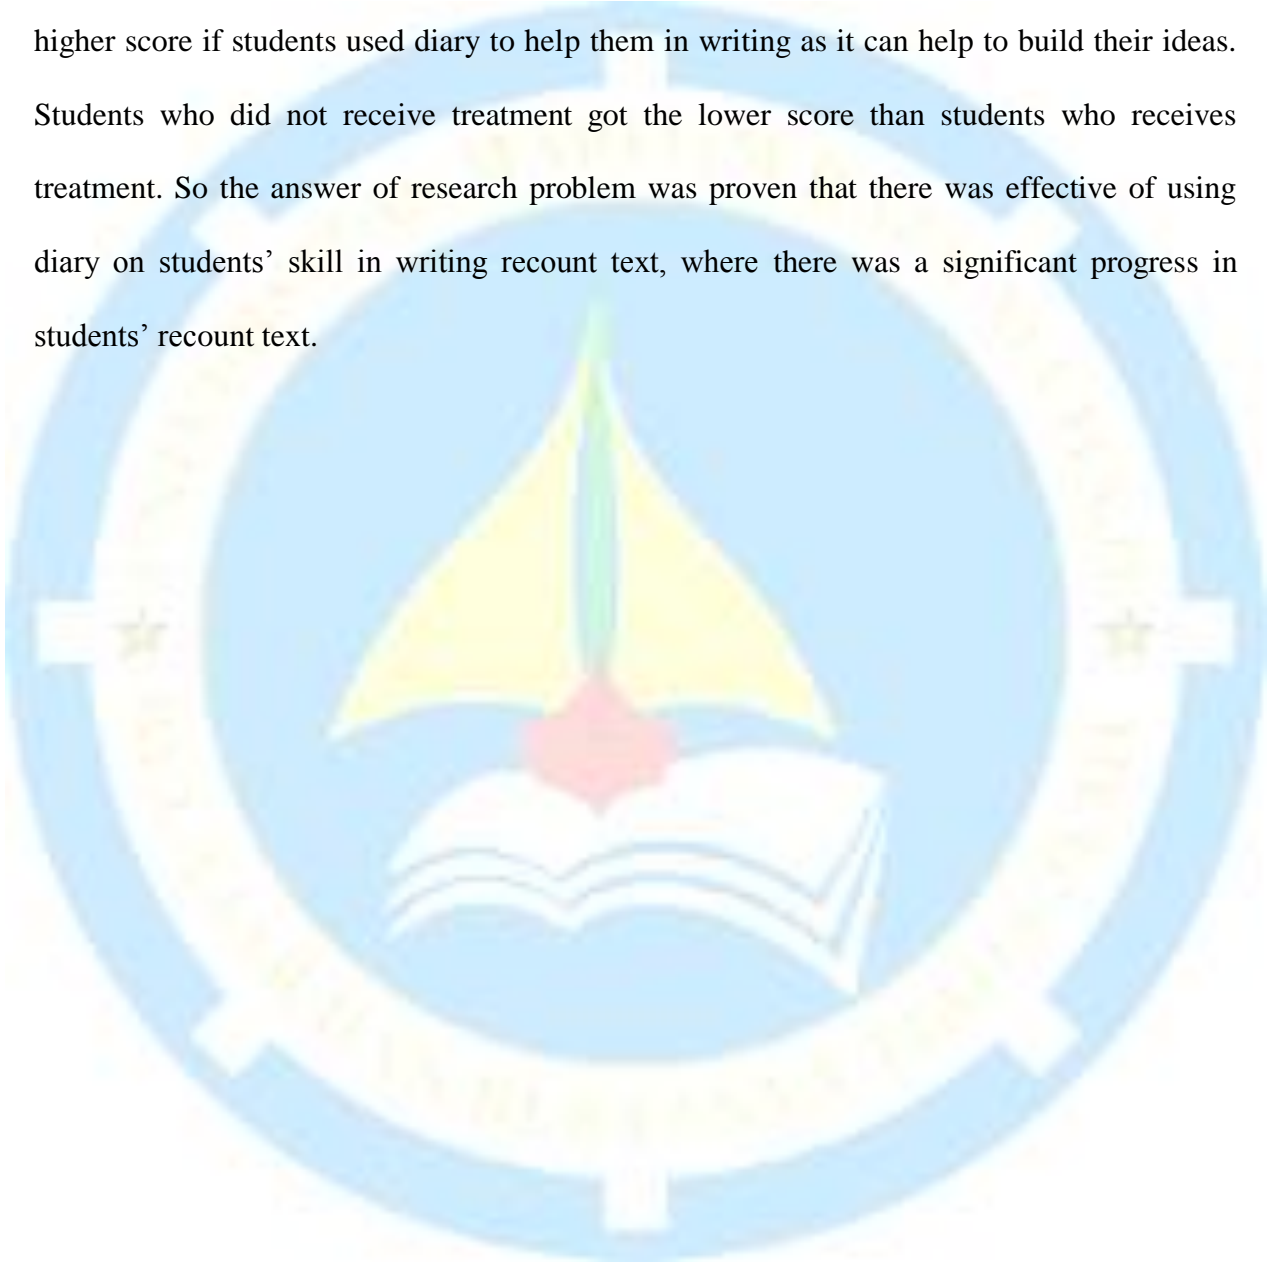 higher score if students used diary to help them in writing as it can help to build their ideas.
Students who did not receive treatment got the lower score than students who receives
treatment. So the answer of research problem was proven that there was effective of using
diary on students’ skill in writing recount text, where there was a significant progress in
students’ recount text.